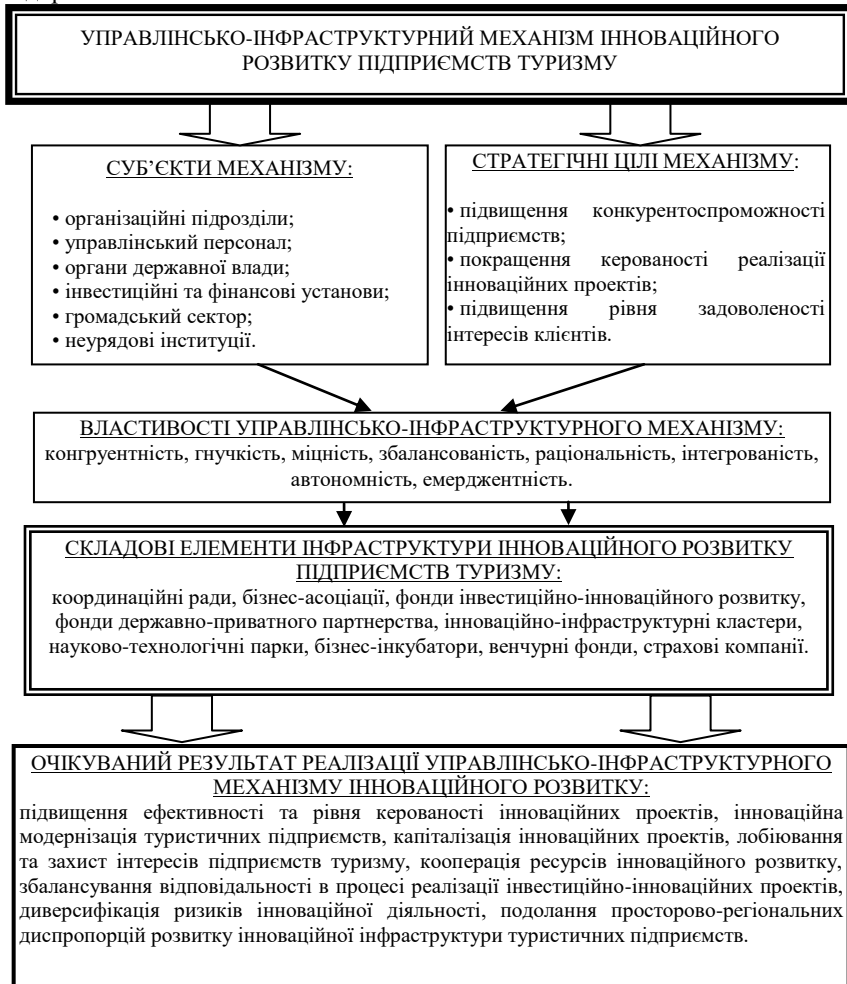 УПРАВЛІНСЬКО-ІНФРАСТРУКТУРНИЙ МЕХАНІЗМ ІННОВАЦІЙНОГО
РОЗВИТКУ ПІДПРИЄМСТВ ТУРИЗМУ
СУБ’ЄКТИ МЕХАНІЗМУ:
• організаційні підрозділи;
• управлінський персонал;
• органи державної влади;
• інвестиційні та фінансові установи;
• громадський сектор;
• неурядові інституції.
СТРАТЕГІЧНІ ЦІЛІ МЕХАНІЗМУ:
• підвищення конкурентоспроможності
підприємств;
• покращення керованості реалізації
інноваційних проектів;
• підвищення рівня задоволеності
інтересів клієнтів.
ВЛАСТИВОСТІ УПРАВЛІНСЬКО-ІНФРАСТРУКТУРНОГО МЕХАНІЗМУ:
конгруентність, гнучкість, міцність, збалансованість, раціональність, інтегрованість,
автономність, емерджентність.
СКЛАДОВІ ЕЛЕМЕНТИ ІНФРАСТРУКТУРИ ІННОВАЦІЙНОГО РОЗВИТКУ
ПІДПРИЄМСТВ ТУРИЗМУ:
координаційні ради, бізнес-асоціації, фонди інвестиційно-інноваційного розвитку,
фонди державно-приватного партнерства, інноваційно-інфраструктурні кластери,
науково-технологічні парки, бізнес-інкубатори, венчурні фонди, страхові компанії.
ОЧІКУВАНИЙ РЕЗУЛЬТАТ РЕАЛІЗАЦІЇ УПРАВЛІНСЬКО-ІНФРАСТРУКТУРНОГО
МЕХАНІЗМУ ІННОВАЦІЙНОГО РОЗВИТКУ:
підвищення ефективності та рівня керованості інноваційних проектів, інноваційна
модернізація туристичних підприємств, капіталізація інноваційних проектів, лобіювання
та захист інтересів підприємств туризму, кооперація ресурсів інноваційного розвитку,
збалансування відповідальності в процесі реалізації інвестиційно-інноваційних проектів,
диверсифікація ризиків інноваційної діяльності, подолання просторово-регіональних
диспропорцій розвитку інноваційної інфраструктури туристичних підприємств.